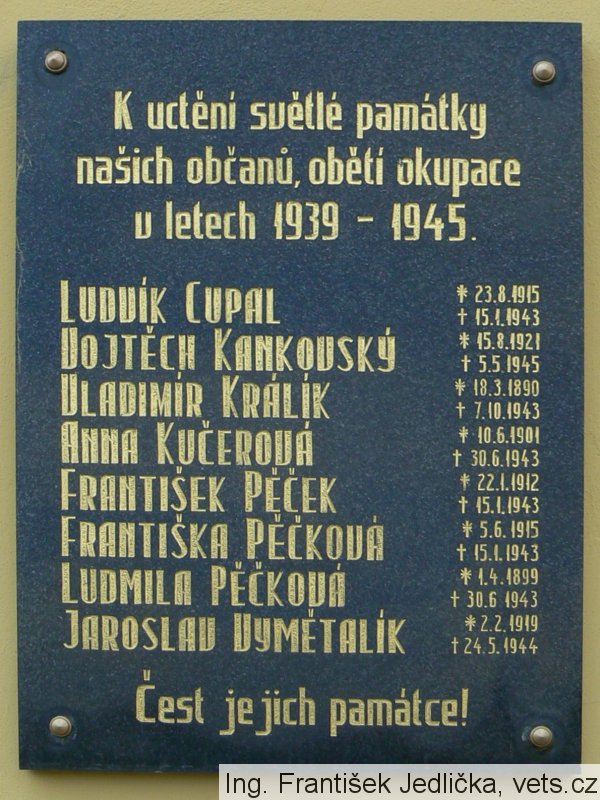 K uctění světlé památky
našich občanů, obětí okupace
v letech 1939 - 1945.
LUDVÍK CUPAL * 23.8.1915
† 15.1.1943
VOJTĚCH KANKOVSKÝ * 15.8.1921
† 5.5.1945
VLADIMÍR KRÁLÍK * 18.3.1890
† 7.10.1943
ANNA KUČEROVÁ * 10.6.1901
† 30.6.1943
FRANTIŠEK PĚČEK * 22.1.1912
† 15.1.1943
FRANTIŠKA PĚČKOVÁ * 5.6.1915
† 15.1.1943
LUDMILA PĚČKOVÁ * 1.4.1899
† 30.6 1943
JAROSLAV VYMĚTALÍK * 2.2.1919
† 24.5.1944
Čest jejich památce!
Ing. František Jedlička, vets.cz